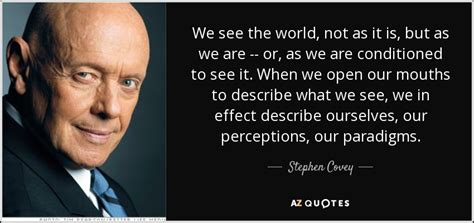 We see the world, not as it is, but as
we are -- or, as we are conditioned
to see it. When we open our mouths
to describe what we see, we in
effect describe ourselves, our
perceptions, our paradigms.
Stephen Covey
AZ QUOTES